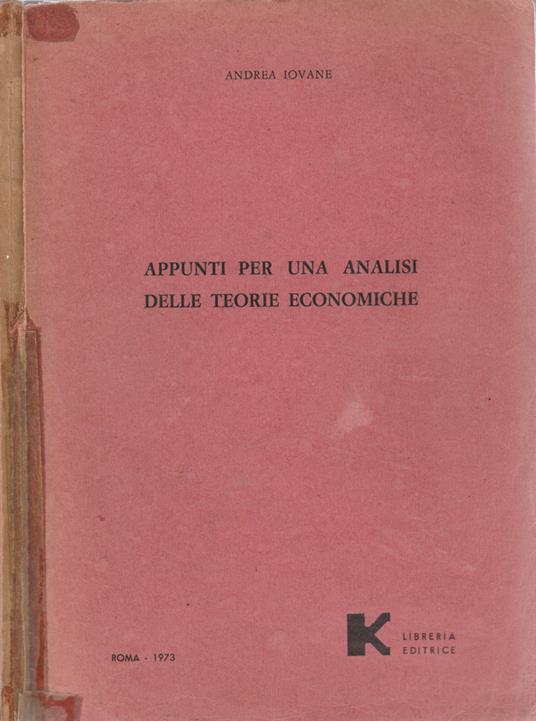 ANDREA IOVANE
APPUNTI PER UNA ANALISI
DELLE TEORIE ECONOMICHE
K LIBRERIA
EDITRICE
ROMA - 1973